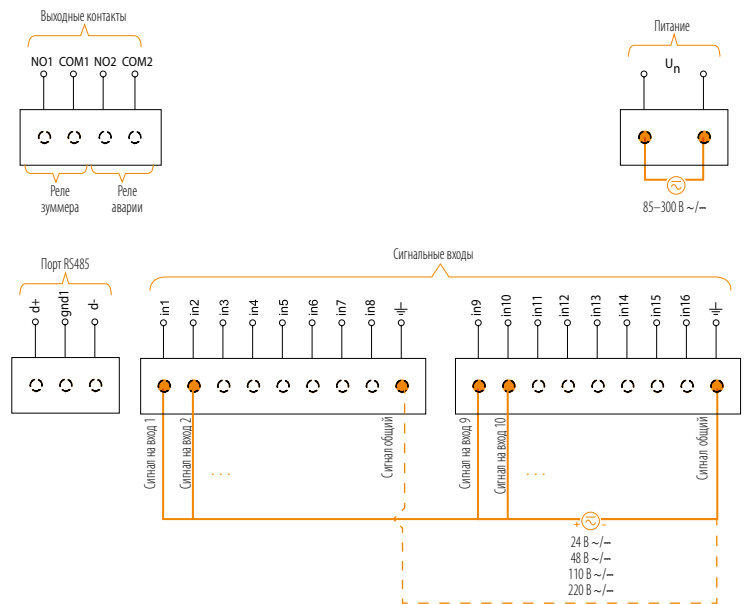 Выходные контакты
NO1 COM1 NO2 COM2
Реле зуммера
Реле аварии
Питание
Un
85–300 В ~/⎓
Порт RS485
d+
gnd1
d-
Сигнальные входы
in1
in2
in3
in4
in5
in6
in7
in8
in9
in10
in11
in12
in13
in14
in15
in16
Сигнал на вход 1
Сигнал на вход 2
. . .
Сигнал общий
Сигнал на вход 9
Сигнал на вход 10
. . .
Сигнал общий
+ -
24 В ~/⎓
48 В ~/⎓
110 В ~/⎓
220 В ~/⎓